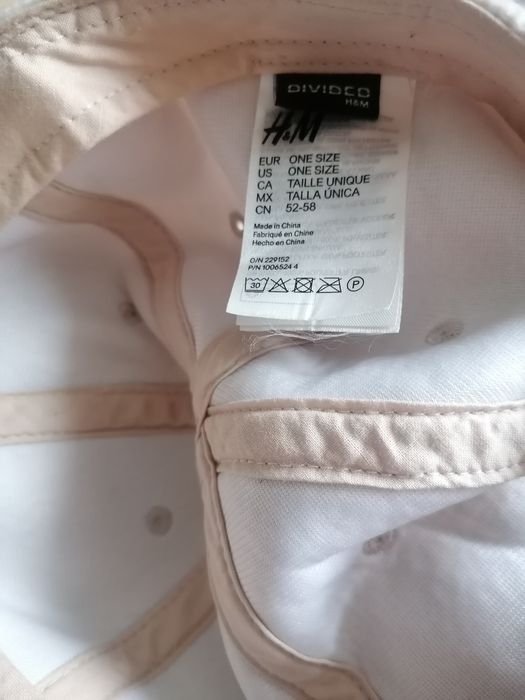 DIVIDED
H&M
H&M
EUR ONE SIZE
US ONE SIZE
CA TAILLE UNIQUE
MX TALLA ÚNICA
CN 52-58
Made in China
Fabriqué en Chine
Hecho en China
O/N 229152
P/N 1006524 4
30 P